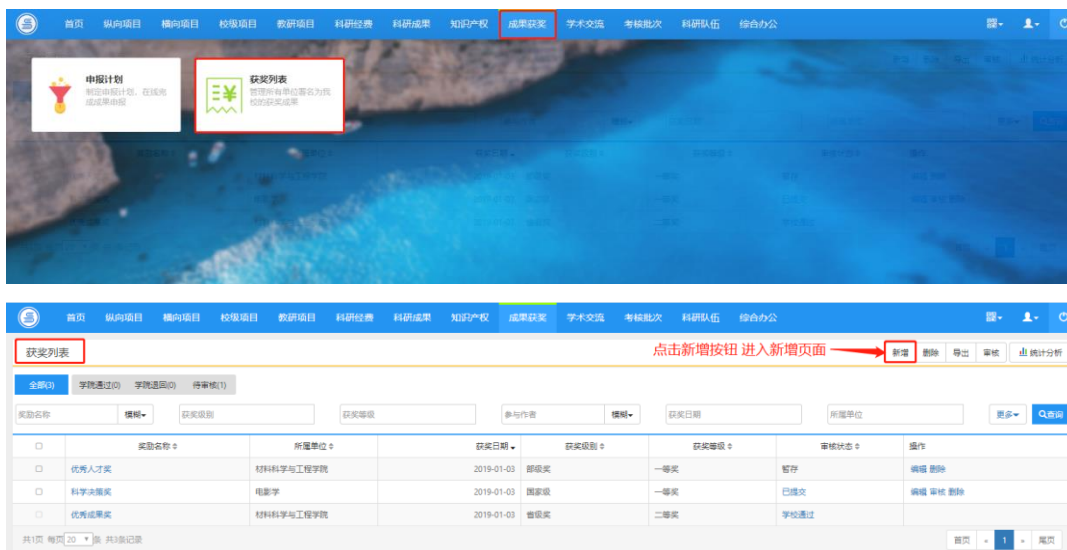 首页 纵向项目 横向项目 校级项目 教研项目 科研经费 科研成果 知识产权 成果获奖 学术交流 考核批次 科研队伍 综合办公
申报计划
制定申报计划、在线完
成成果申报
获奖列表
管理所有单位署名为我
校的获奖成果
首页 纵向项目 横向项目 校级项目 教研项目 科研经费 科研成果 知识产权 成果获奖 学术交流 考核批次 科研队伍 综合办公
获奖列表 点击新增按钮 进入新增页面 新增 删除 导出 审核 统计分析
全部(3) 学院通过(0) 学院退回(0) 待审核(1)
奖励名称 模糊 获奖级别 获奖等级 参与作者 模糊 获奖日期 所属单位 更多 查询
奖励名称 所属单位 获奖日期 获奖级别 获奖等级 审核状态 操作
优秀人才奖 材料科学与工程学院 2019-01-03 部级奖 一等奖 暂存 编辑 删除
科学决策奖 电影学 2019-01-03 国家级 一等奖 已提交 编辑 审核 删除
优秀成果奖 材料科学与工程学院 2019-01-03 省级奖 二等奖 学校通过
共1页 每页 20 条 共3条记录 首页 « 1 » 尾页